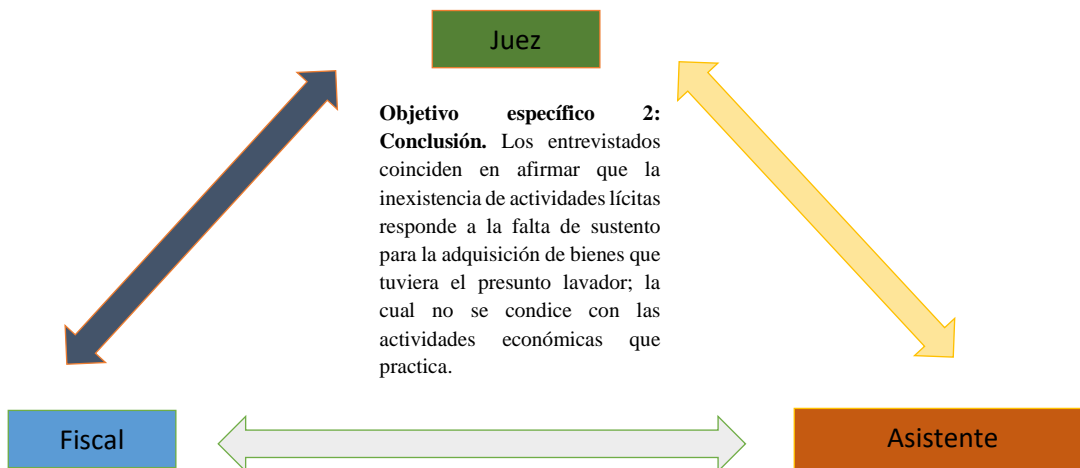 Juez
Objetivo específico 2:
Conclusión. Los entrevistados
coinciden en afirmar que la
inexistencia de actividades lícitas
responde a la falta de sustento
para la adquisición de bienes que
tuviera el presunto lavador; la
cual no se condice con las
actividades económicas que
practica.
Fiscal
Asistente